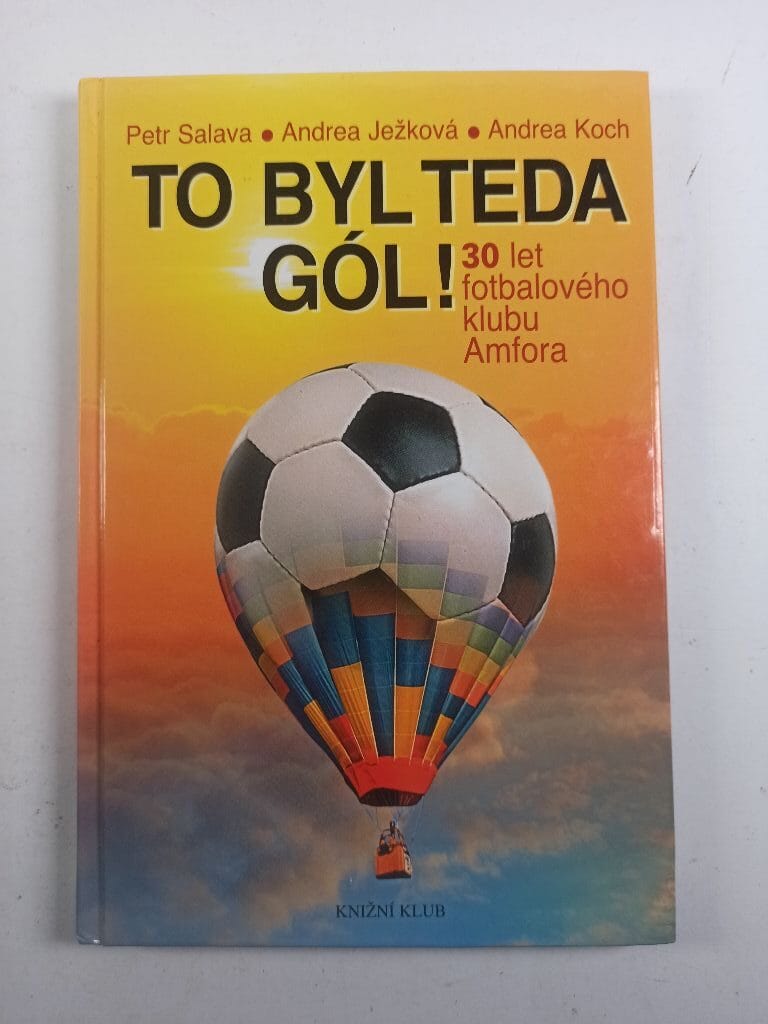 Petr Salava ● Andrea Ježková ● Andrea Koch
TO BYL TEDA
GÓL!
30 let
fotbalového
klubu
Amfora
KNIŽNÍ KLUB